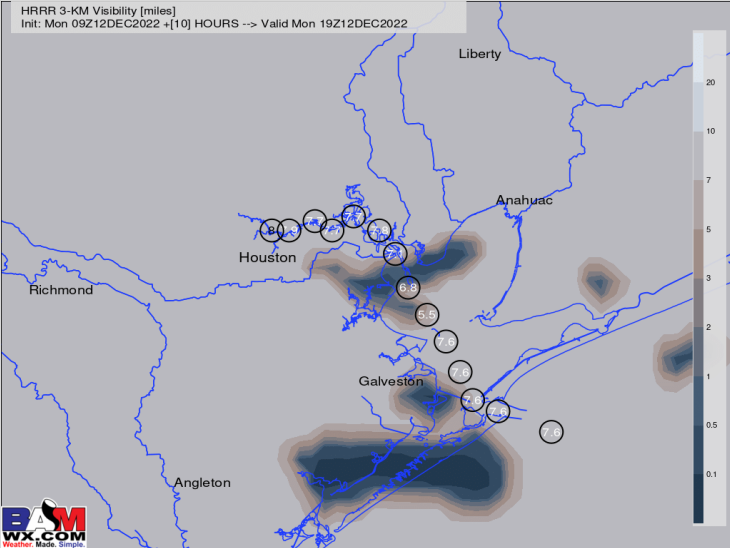 HRRR 3-KM Visibility [miles]
Init: Mon 09Z12DEC2022 +[10] HOURS --> Valid Mon 19Z12DEC2022
Liberty
20
10
7
Anahuac
5
Houston
3
6.8
Richmond
5.5
2
7.6
7.6
1
Galveston
7.6
7.6
7.6
0.5
0.1
Angleton
BAM
WX.COM
Weather. Made. Simple.